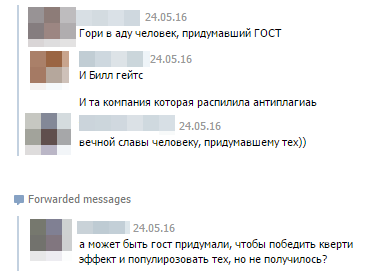 24.05.16
Гори в аду человек, придумавший ГОСТ
24.05.16
И Билл гейтс
И та компания которая распилила антиплагиаь
24.05.16
вечной славы человеку, придумавшему тех))
Forwarded messages
24.05.16
а может быть гост придумали, чтобы победить кверти
эффект и популировать тех, но не получилось?